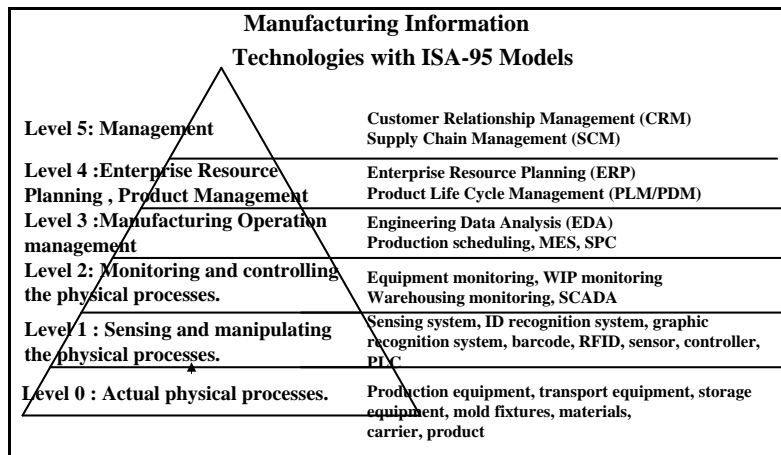 Manufacturing Information
Technologies with ISA-95 Models
Level 5: Management
Customer Relationship Management (CRM)
Supply Chain Management (SCM)
Level 4 :Enterprise Resource
Planning , Product Management
Enterprise Resource Planning (ERP)
Product Life Cycle Management (PLM/PDM)
Level 3 :Manufacturing Operation
management
Engineering Data Analysis (EDA)
Production scheduling, MES, SPC
Level 2: Monitoring and controlling
the physical processes.
Equipment monitoring, WIP monitoring
Warehousing monitoring, SCADA
Level 1 : Sensing and manipulating
the physical processes.
Sensing system, ID recognition system, graphic
recognition system, barcode, RFID, sensor, controller,
PLC
Level 0 : Actual physical processes.
Production equipment, transport equipment, storage
equipment, mold fixtures, materials,
carrier, product